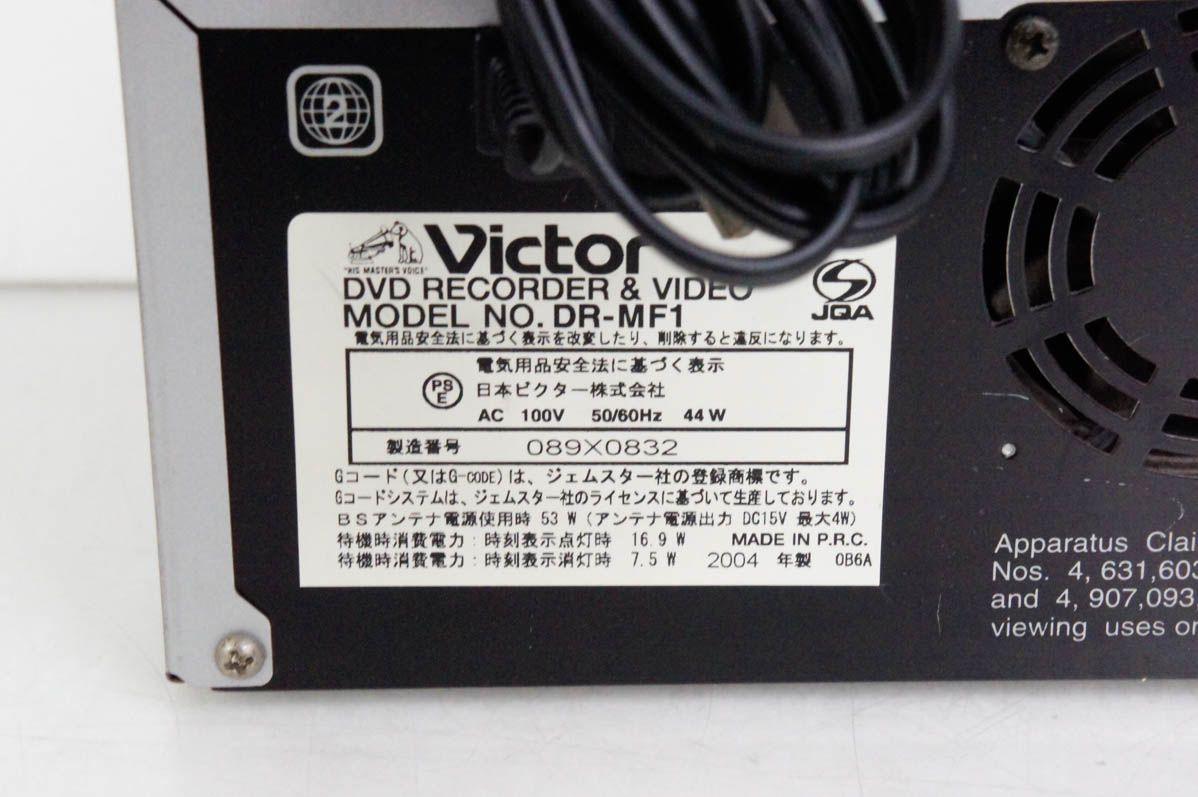 2
"HIS MASTER'S VOICE"
Victor
DVD RECORDER & VIDEO
MODEL NO. DR-MF1
JQA
電気用品安全法に基づく表示を改変したり、削除すると違反になります。
電気用品安全法に基づく表示
PS E
日本ビクター株式会社
AC 100V 50/60Hz 44W
製造番号 089X0832
Gコード(又はG-CODE)は、ジェムスター社の登録商標です。
Gコードシステムは、ジェムスター社のライセンスに基づいて生産しております。
BSアンテナ電源使用時 53 W (アンテナ電源出力 DC15V 最大4W)
待機時消費電力:時刻表示点灯時 16.9 W MADE IN P.R.C.
待機時消費電力:時刻表示消灯時 7.5 W 2004 年製 0B6A
Apparatus Clai
Nos. 4,631,603
and 4,907,093
viewing uses or